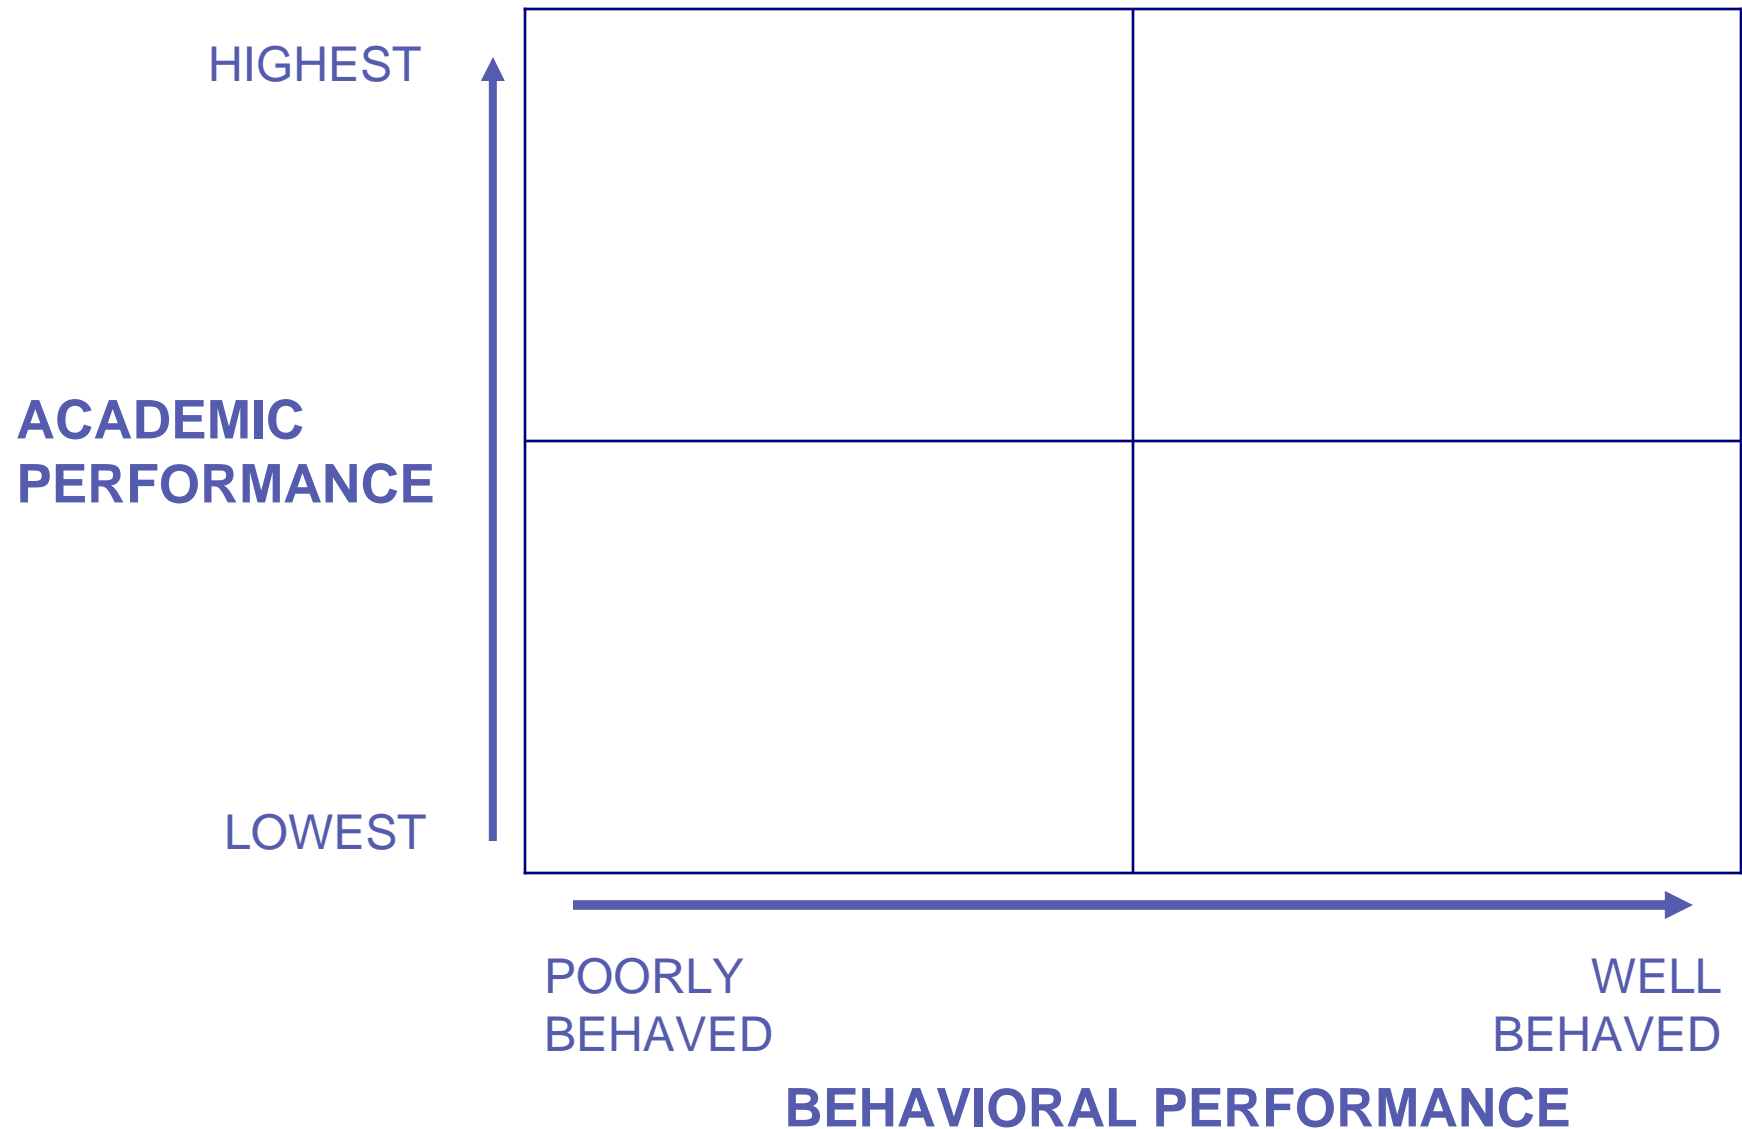 HIGHEST
ACADEMIC
PERFORMANCE
LOWEST
POORLY
BEHAVED
WELL
BEHAVED
BEHAVIORAL PERFORMANCE